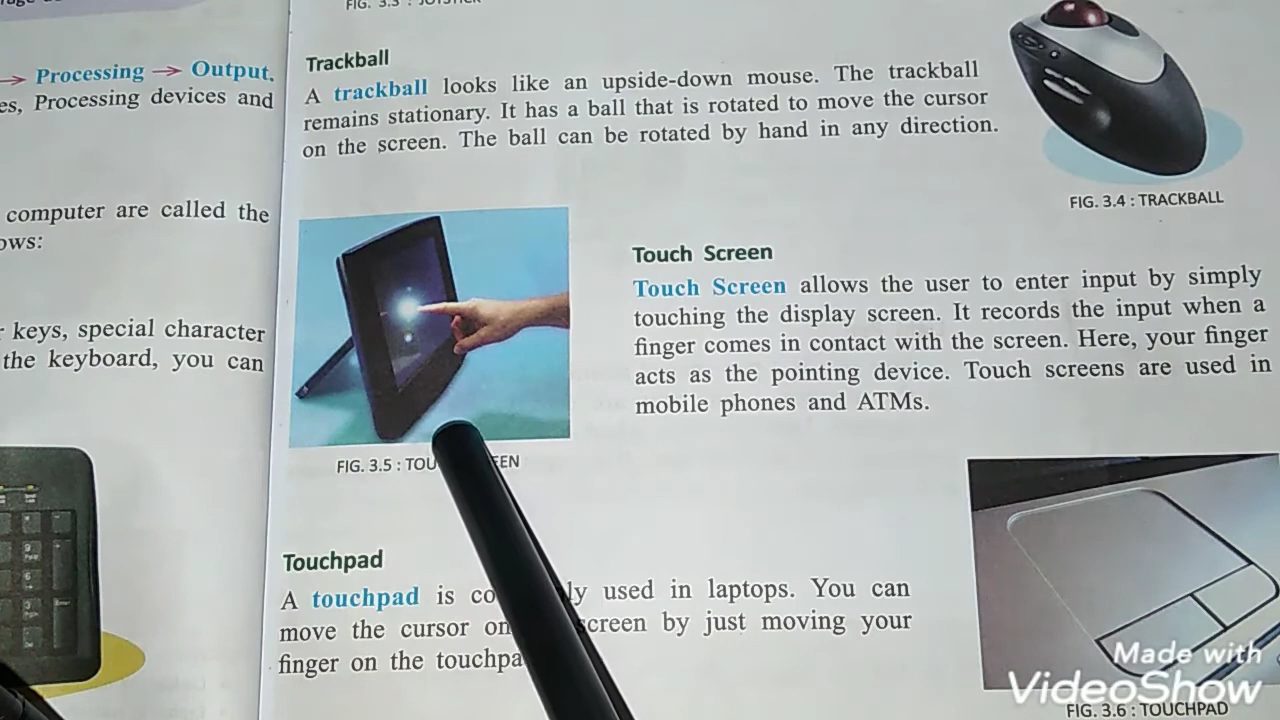 → Processing → Output,
es, Processing devices and
computer are called the
ows:
keys, special character
the keyboard, you can
Trackball
A trackball looks like an upside-down mouse. The trackball
remains stationary. It has a ball that is rotated to move the cursor
on the screen. The ball can be rotated by hand in any direction.
FIG. 3.4 : TRACKBALL
Touch Screen
Touch Screen allows the user to enter input by simply
touching the display screen. It records the input when a
finger comes in contact with the screen. Here, your finger
acts as the pointing device. Touch screens are used in
mobile phones and ATMs.
FIG. 3.5 : TOU EEN
Touchpad
A touchpad is co ly used in laptops. You can
move the cursor on screen by just moving your
finger on the touchpa
FIG. 3.6 : TOUCHPAD
Made with
VideoShow